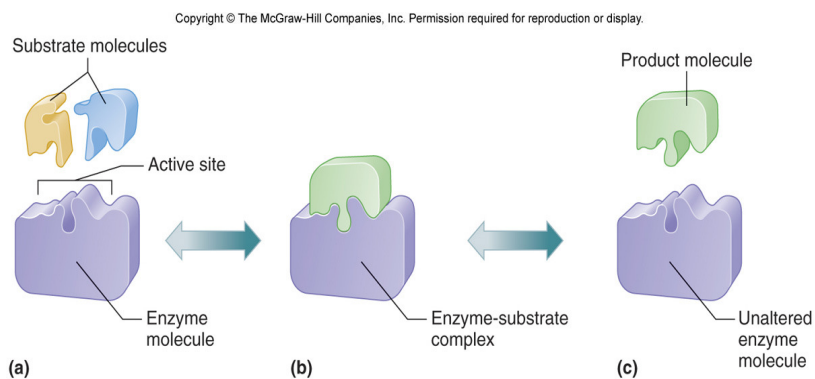 Copyright © The McGraw-Hill Companies, Inc. Permission required for reproduction or display.
Substrate molecules
Product molecule
Active site
Enzyme
molecule
Enzyme-substrate
complex
Unaltered
enzyme
molecule
(a)
(b)
(c)